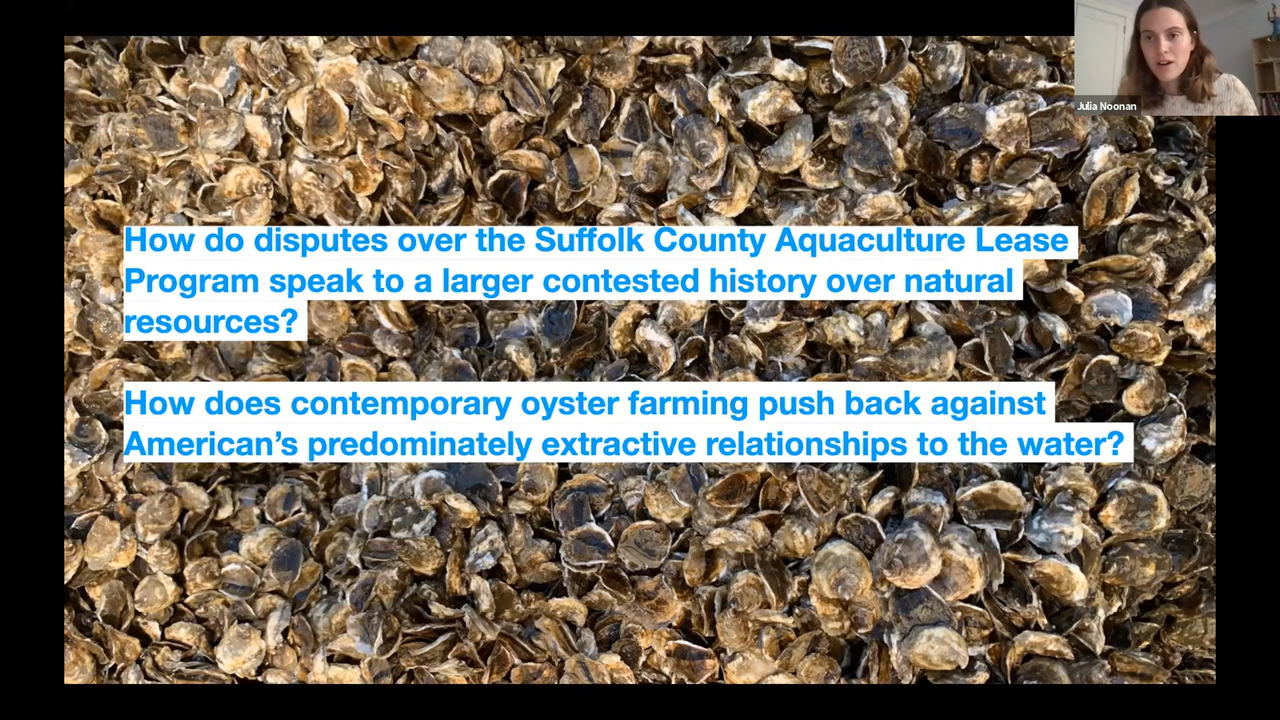 Julia Noonan
How do disputes over the Suffolk County Aquaculture Lease
Program speak to a larger contested history over natural
resources?
How does contemporary oyster farming push back against
American’s predominately extractive relationships to the water?